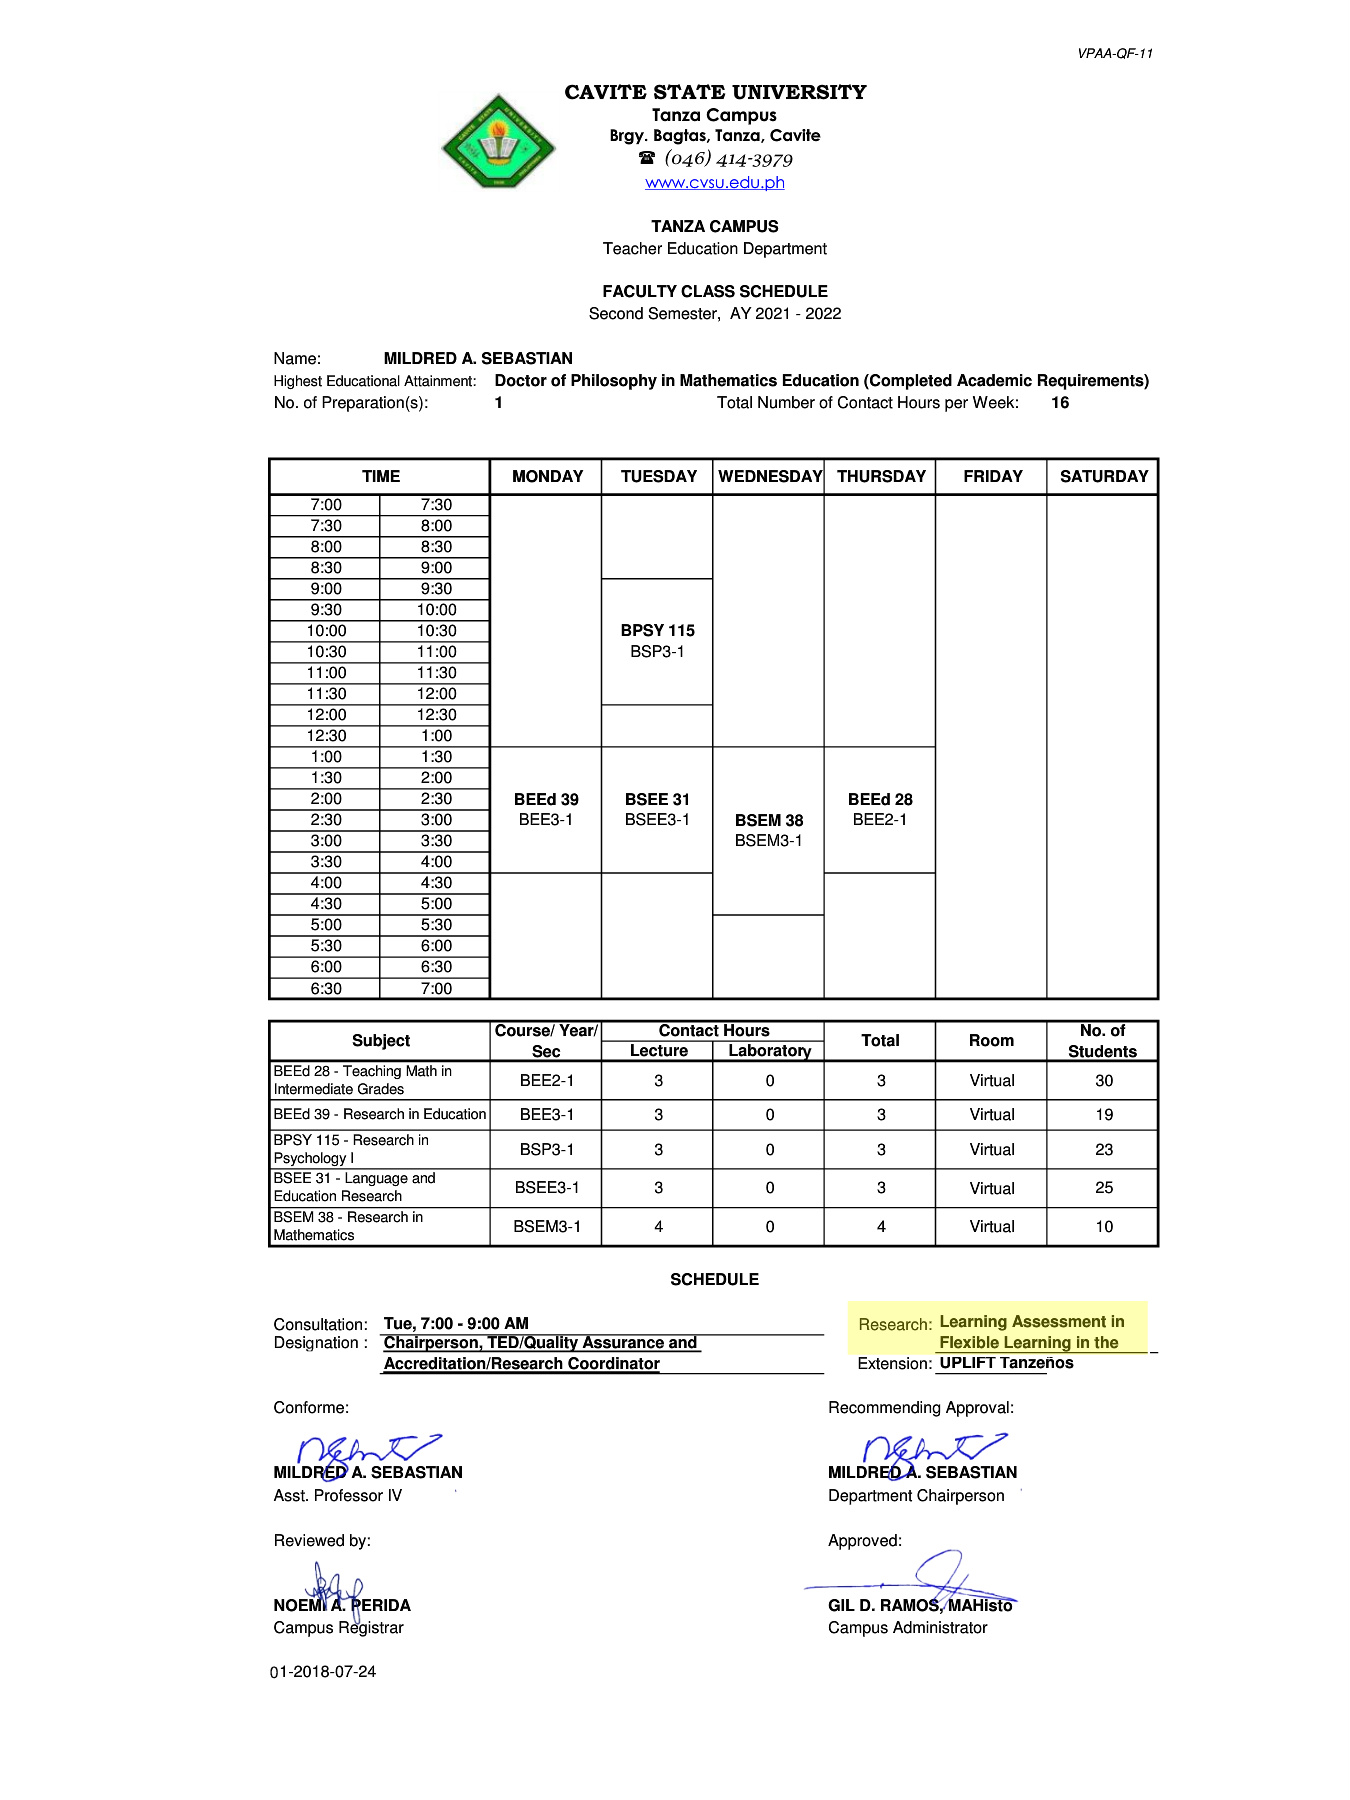 VPAA-QF-11
CAVITE STATE UNIVERSITY
Tanza Campus
Brgy. Bagtas, Tanza, Cavite
☎ (046) 414-3979
www.cvsu.edu.ph
TANZA CAMPUS
Teacher Education Department
FACULTY CLASS SCHEDULE
Second Semester, AY 2021 - 2022
Name: MILDRED A. SEBASTIAN
Highest Educational Attainment: Doctor of Philosophy in Mathematics Education (Completed Academic Requirements)
No. of Preparation(s): 1 Total Number of Contact Hours per Week: 16
TIME MONDAY TUESDAY WEDNESDAY THURSDAY FRIDAY SATURDAY
7:00 7:30
7:30 8:00
8:00 8:30
8:30 9:00
9:00 9:30
9:30 10:00
10:00 10:30 BPSY 115
10:30 11:00 BSP3-1
11:00 11:30
11:30 12:00
12:00 12:30
12:30 1:00
1:00 1:30
1:30 2:00
2:00 2:30 BEEd 39 BSEE 31 BEEd 28
2:30 3:00 BEE3-1 BSEE3-1 BSEM 38 BEE2-1
3:00 3:30 BSEM3-1
3:30 4:00
4:00 4:30
4:30 5:00
5:00 5:30
5:30 6:00
6:00 6:30
6:30 7:00
Subject Course/ Year/ Sec Contact Hours Total Room No. of Students
Lecture Laboratory
BEEd 28 - Teaching Math in
Intermediate Grades BEE2-1 3 0 3 Virtual 30
BEEd 39 - Research in Education BEE3-1 3 0 3 Virtual 19
BPSY 115 - Research in
Psychology I BSP3-1 3 0 3 Virtual 23
BSEE 31 - Language and
Education Research BSEE3-1 3 0 3 Virtual 25
BSEM 38 - Research in
Mathematics BSEM3-1 4 0 4 Virtual 10
SCHEDULE
Consultation: Tue, 7:00 - 9:00 AM Research: Learning Assessment in
Designation : Chairperson, TED/Quality Assurance and Flexible Learning in the
Accreditation/Research Coordinator Extension: UPLIFT Tanzeños
Conforme: Recommending Approval:
MILDRED A. SEBASTIAN MILDRED A. SEBASTIAN
Asst. Professor IV Department Chairperson
Reviewed by: Approved:
NOEMI A. PERIDA GIL D. RAMOS, MAHisto
Campus Registrar Campus Administrator
01-2018-07-24